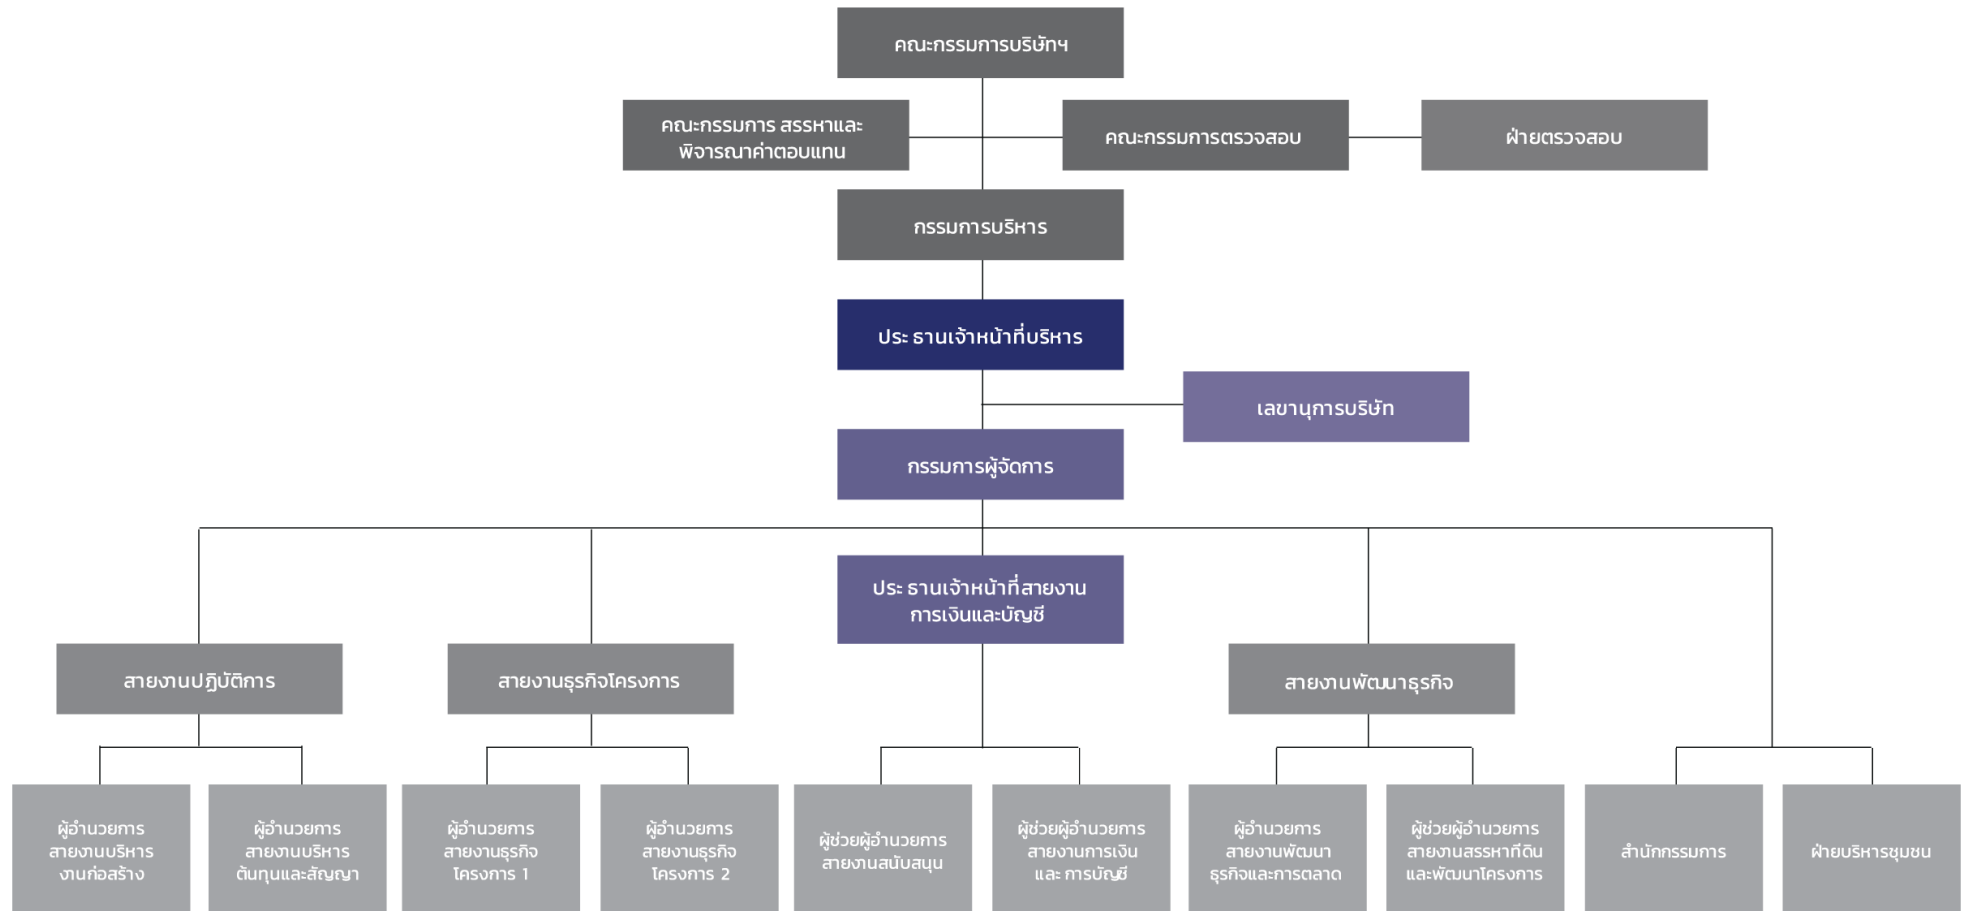 คณะกรรมการบริษัทฯ
คณะกรรมการ สรรหาและ
พิจารณาค่าตอบแทน
คณะกรรมการตรวจสอบ
ฝ่ายตรวจสอบ
กรรมการบริหาร
ประธานเจ้าหน้าที่บริหาร
เลขานุการบริษัท
กรรมการผู้จัดการ
ประธานเจ้าหน้าที่สายงาน
การเงินและบัญชี
สายงานปฏิบัติการ
สายงานธุรกิจโครงการ
สายงานพัฒนาธุรกิจ
ผู้อำนวยการ
สายงานบริหาร
งานก่อสร้าง
ผู้อำนวยการ
สายงานบริหาร
ต้นทุนและสัญญา
ผู้อำนวยการ
สายงานธุรกิจ
โครงการ 1
ผู้อำนวยการ
สายงานธุรกิจ
โครงการ 2
ผู้ช่วยผู้อำนวยการ
สายงานสนับสนุน
ผู้ช่วยผู้อำนวยการ
สายงานการเงิน
และ การบัญชี
ผู้อำนวยการ
สายงานพัฒนา
ธุรกิจและการตลาด
ผู้ช่วยผู้อำนวยการ
สายงานสรรหาที่ดิน
และพัฒนาโครงการ
สำนักกรรมการ
ฝ่ายบริหารชุมชน